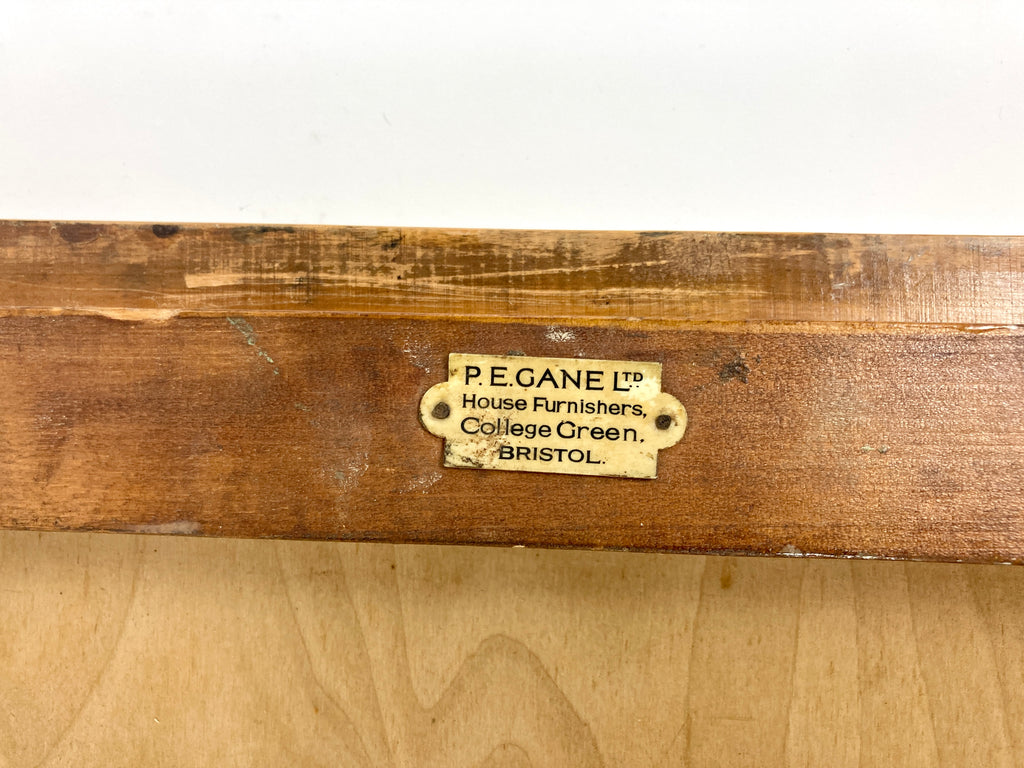 P. E. GANE LTD
House Furnishers,
College Green,
BRISTOL.